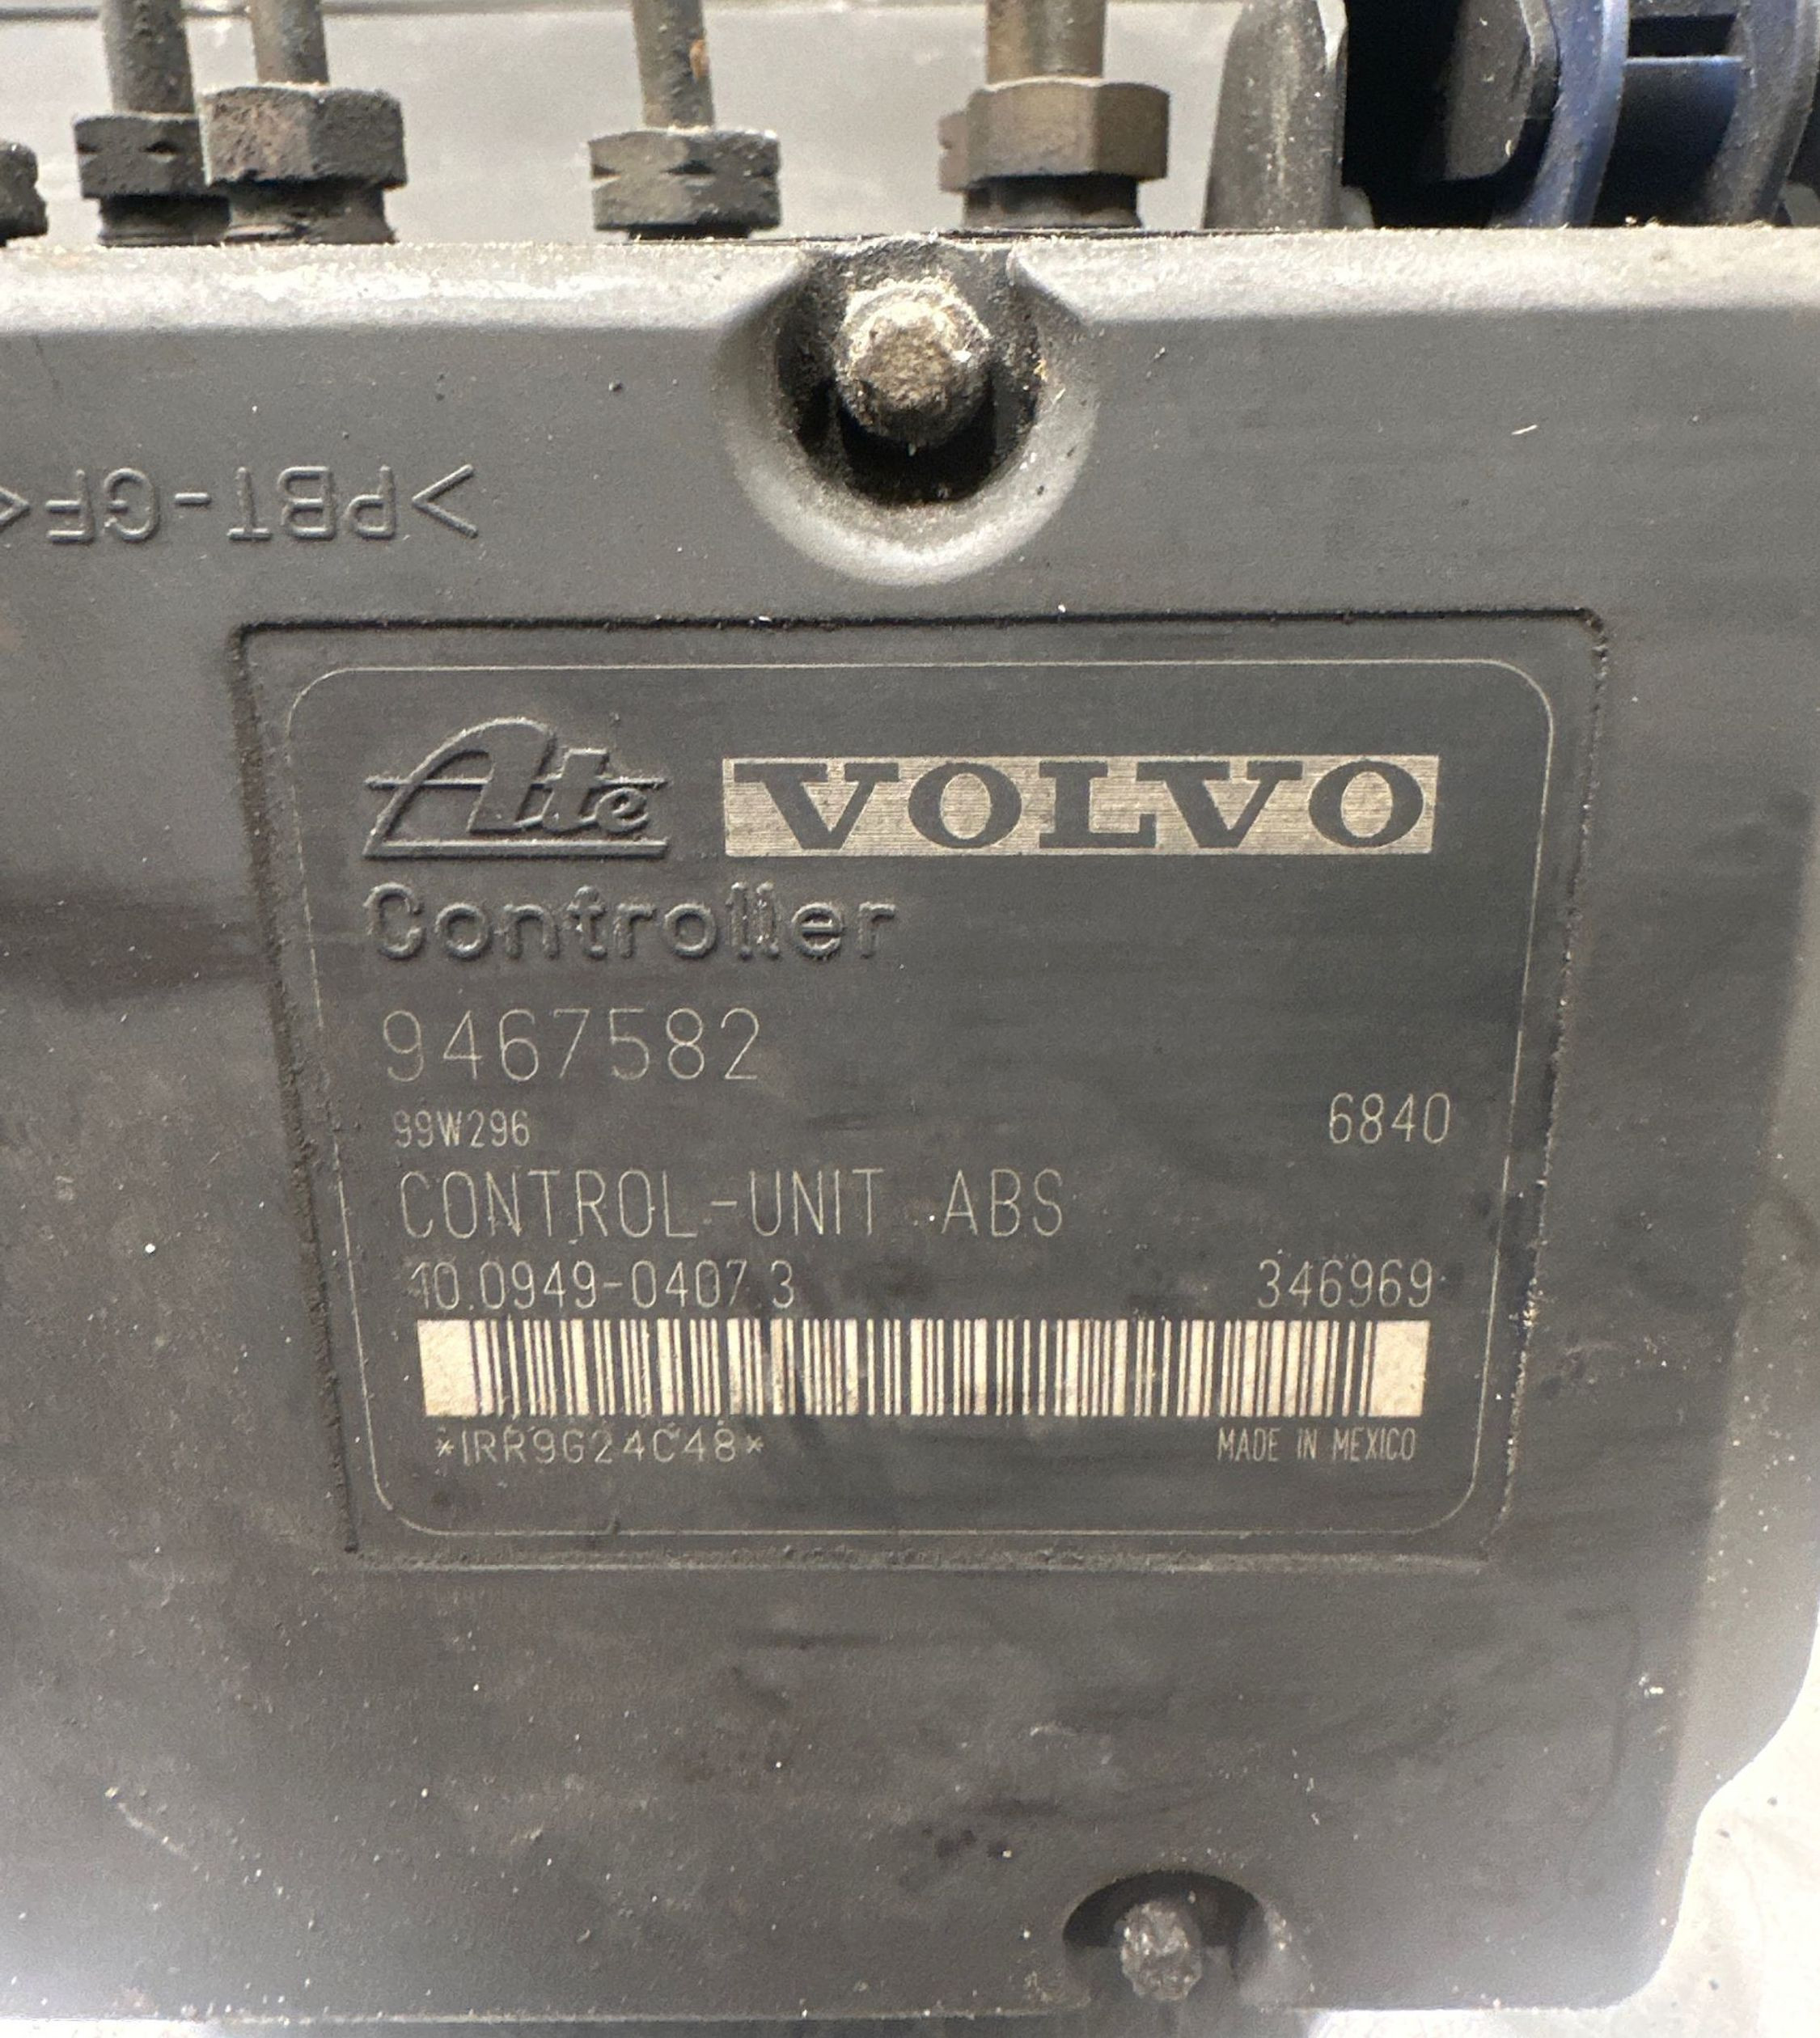 >PBT-GF<
Ate VOLVO
Controller
9467582
99W296 6840
CONTROL-UNIT ABS
10.0949-0407.3 346969
*IRR9G24C48* MADE IN MEXICO